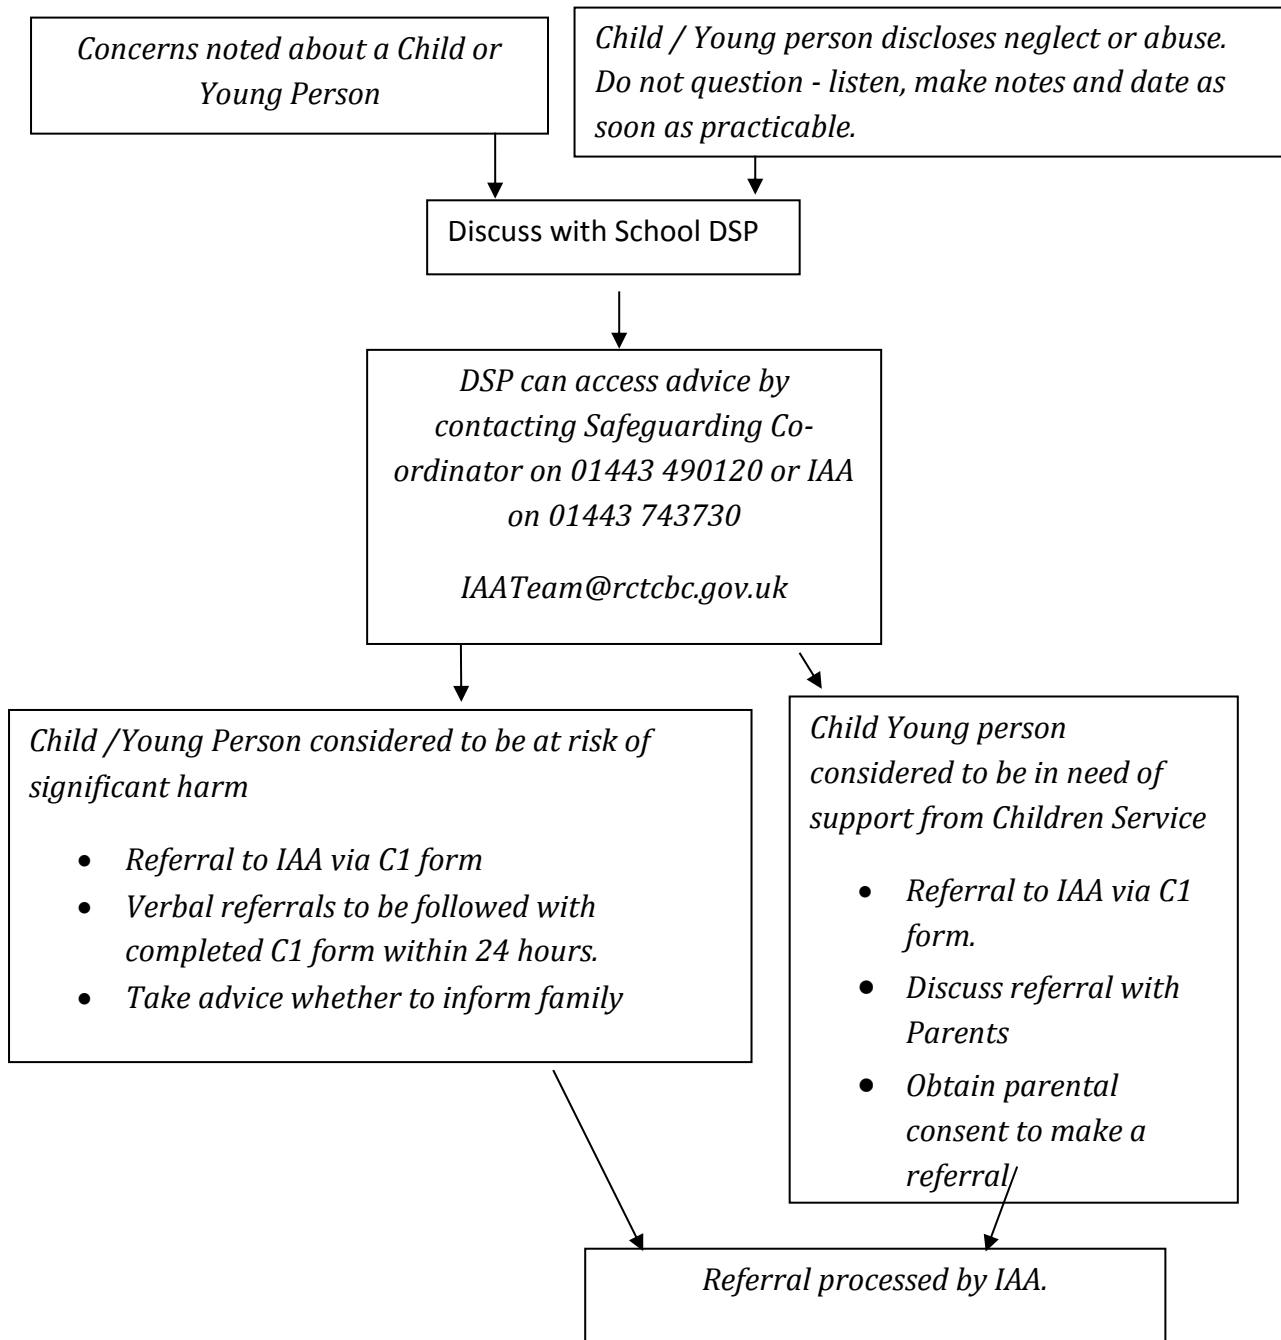 Concerns noted about a Child or
Young Person
Child / Young person discloses neglect or abuse.
Do not question - listen, make notes and date as
soon as practicable.
Discuss with School DSP
DSP can access advice by
contacting Safeguarding Co-
ordinator on 01443 490120 or IAA
on 01443 743730
IAATeam@rctcbc.gov.uk
Child /Young Person considered to be at risk of
significant harm
• Referral to IAA via C1 form
• Verbal referrals to be followed with
completed C1 form within 24 hours.
• Take advice whether to inform family
Child Young person
considered to be in need of
support from Children Service
• Referral to IAA via C1
form.
• Discuss referral with
Parents
• Obtain parental
consent to make a
referral
Referral processed by IAA.